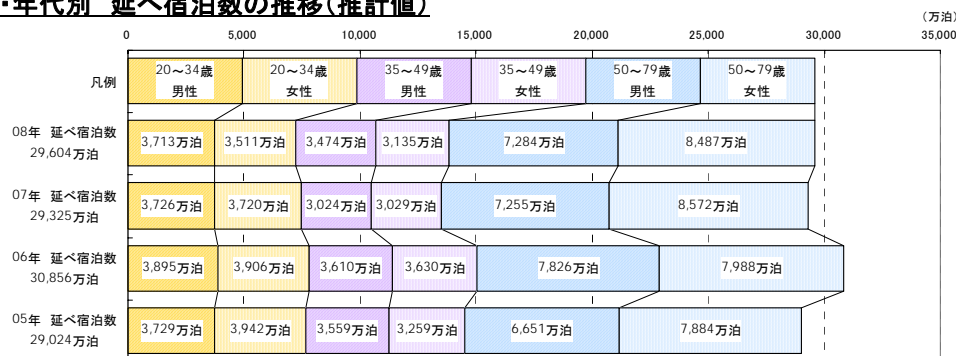 ・年代別 延べ宿泊数の推移(推計値)
(万泊)
0 5,000 10,000 15,000 20,000 25,000 30,000 35,000
凡例
20～34歳 男性
20～34歳 女性
35～49歳 男性
35～49歳 女性
50～79歳 男性
50～79歳 女性
08年 延べ宿泊数
29,604万泊
3,713万泊 3,511万泊 3,474万泊 3,135万泊 7,284万泊 8,487万泊
07年 延べ宿泊数
29,325万泊
3,726万泊 3,720万泊 3,024万泊 3,029万泊 7,255万泊 8,572万泊
06年 延べ宿泊数
30,856万泊
3,895万泊 3,906万泊 3,610万泊 3,630万泊 7,826万泊 7,988万泊
05年 延べ宿泊数
29,024万泊
3,729万泊 3,942万泊 3,559万泊 3,259万泊 6,651万泊 7,884万泊